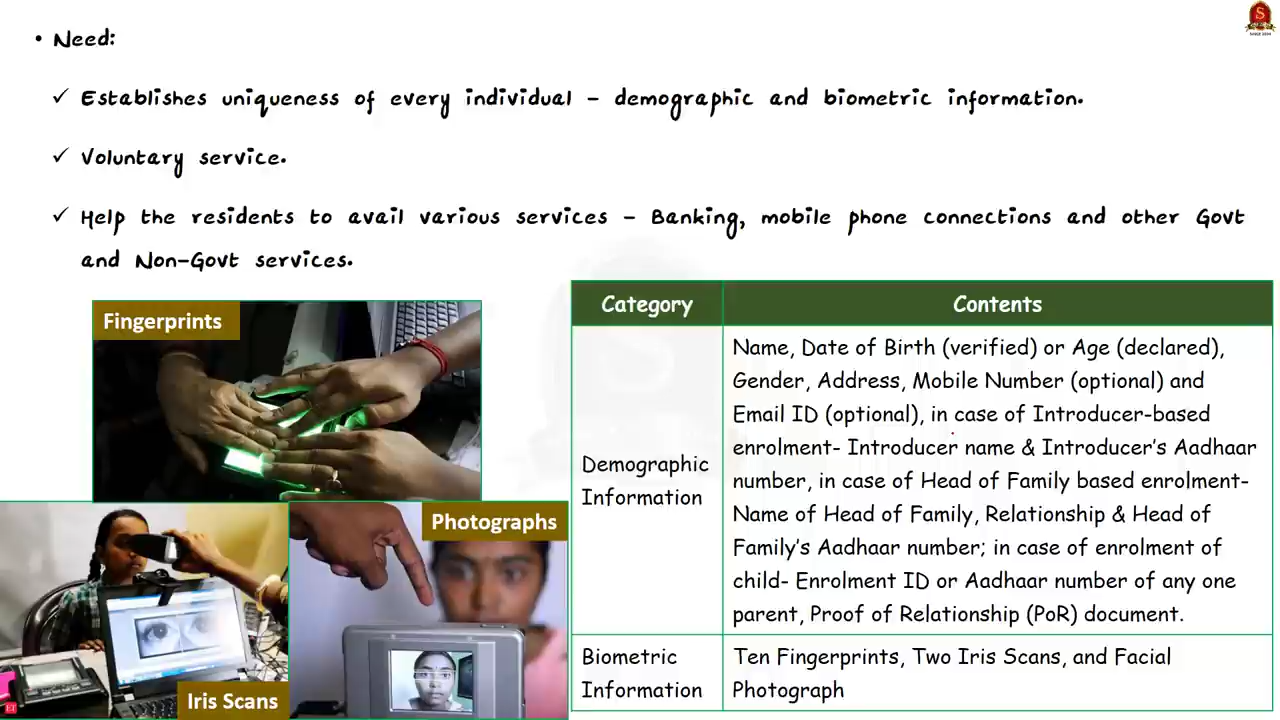 • Need:
✓ Establishes uniqueness of every individual – demographic and biometric information.
✓ Voluntary service.
✓ Help the residents to avail various services – Banking, mobile phone connections and other Govt
and Non-Govt services.
Fingerprints
Photographs
Iris Scans
Category
Contents
Demographic
Information
Name, Date of Birth (verified) or Age (declared),
Gender, Address, Mobile Number (optional) and
Email ID (optional), in case of Introducer-based
enrolment- Introducer name & Introducer's Aadhaar
number, in case of Head of Family based enrolment-
Name of Head of Family, Relationship & Head of
Family's Aadhaar number; in case of enrolment of
child- Enrolment ID or Aadhaar number of any one
parent, Proof of Relationship (PoR) document.
Biometric
Information
Ten Fingerprints, Two Iris Scans, and Facial
Photograph